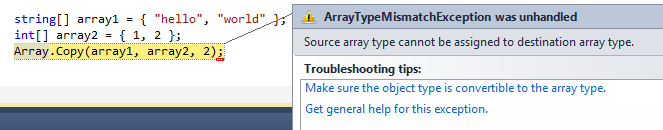 string[] array1 = { "hello", "world" };
int[] array2 = { 1, 2 };
Array.Copy(array1, array2, 2);
ArrayTypeMismatchException was unhandled
Source array type cannot be assigned to destination array type.
Troubleshooting tips:
Make sure the object type is convertible to the array type.
Get general help for this exception.